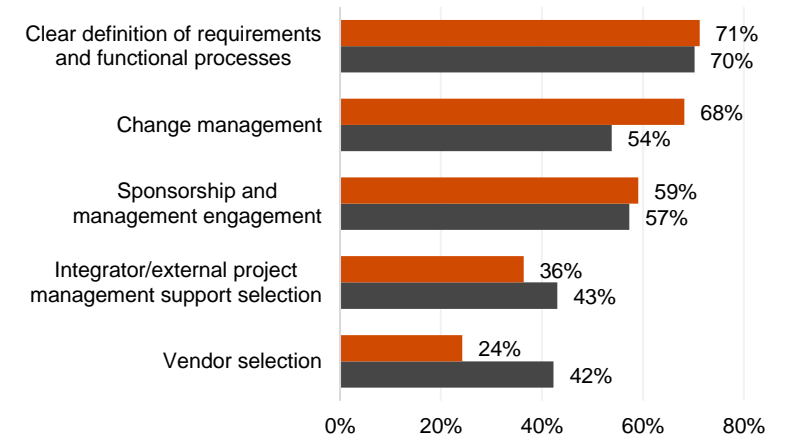 Clear definition of requirements
and functional processes
71%
70%
Change management
68%
54%
Sponsorship and
management engagement
59%
57%
Integrator/external project
management support selection
36%
43%
Vendor selection
24%
42%
0%
20%
40%
60%
80%